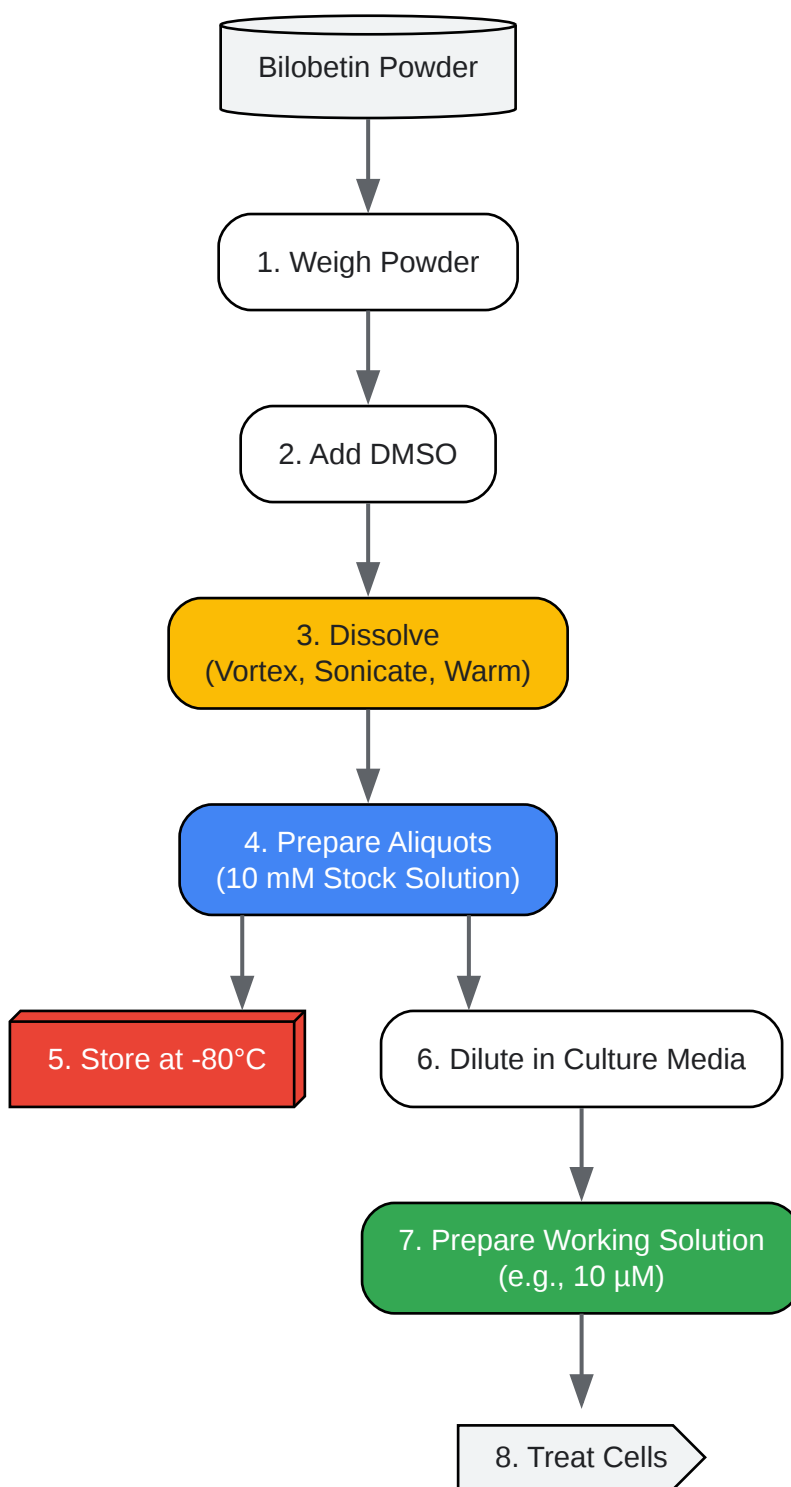 Bilobetin Powder
1. Weigh Powder
2. Add DMSO
3. Dissolve
(Vortex, Sonicate, Warm)
4. Prepare Aliquots
(10 mM Stock Solution)
5. Store at -80°C
6. Dilute in Culture Media
7. Prepare Working Solution
(e.g., 10 µM)
8. Treat Cells